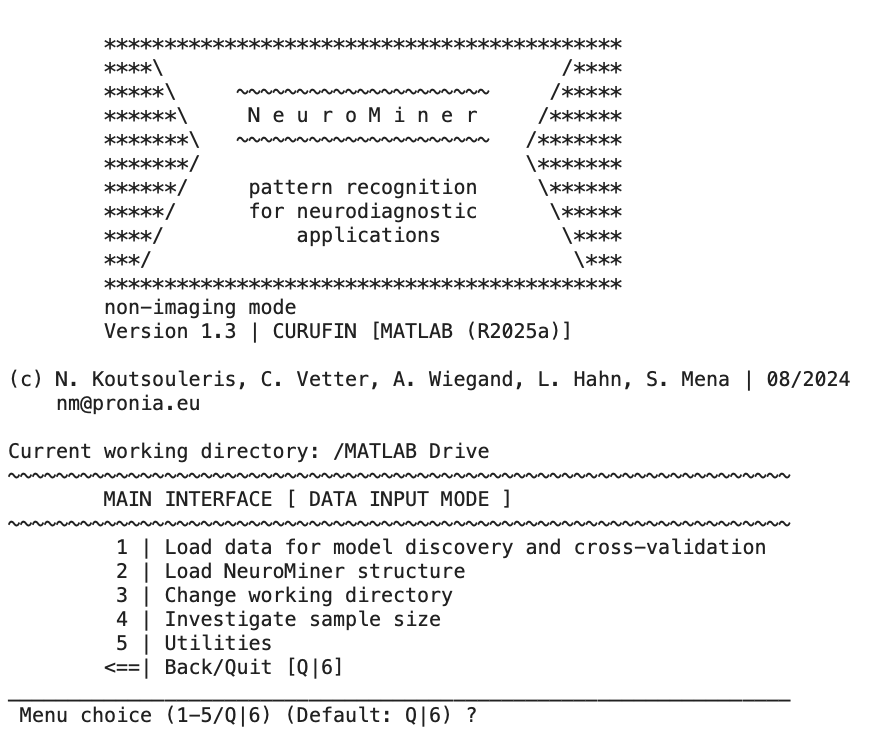 *******************************************
****\                                 /****
*****\     ~~~~~~~~~~~~~~~~~~~~~     /*****
******\     N e u r o M i n e r     /******
*******\   ~~~~~~~~~~~~~~~~~~~~~   /*******
*******/                           \*******
******/     pattern recognition     \******
*****/      for neurodiagnostic      \*****
****/           applications          \****
***/                                   \***
*******************************************
non-imaging mode
Version 1.3 | CURUFIN [MATLAB (R2025a)]
(c) N. Koutsouleris, C. Vetter, A. Wiegand, L. Hahn, S. Mena | 08/2024
nm@pronia.eu
Current working directory: /MATLAB Drive
~~~~~~~~~~~~~~~~~~~~~~~~~~~~~~~~~~~~~~~~~~~~~~~~~~~~~~~~~~~~~~~~~
MAIN INTERFACE [ DATA INPUT MODE ]
~~~~~~~~~~~~~~~~~~~~~~~~~~~~~~~~~~~~~~~~~~~~~~~~~~~~~~~~~~~~~~~~~
1 | Load data for model discovery and cross-validation
2 | Load NeuroMiner structure
3 | Change working directory
4 | Investigate sample size
5 | Utilities
<==| Back/Quit [Q|6]
_________________________________________________________________
Menu choice (1-5/Q|6) (Default: Q|6) ?